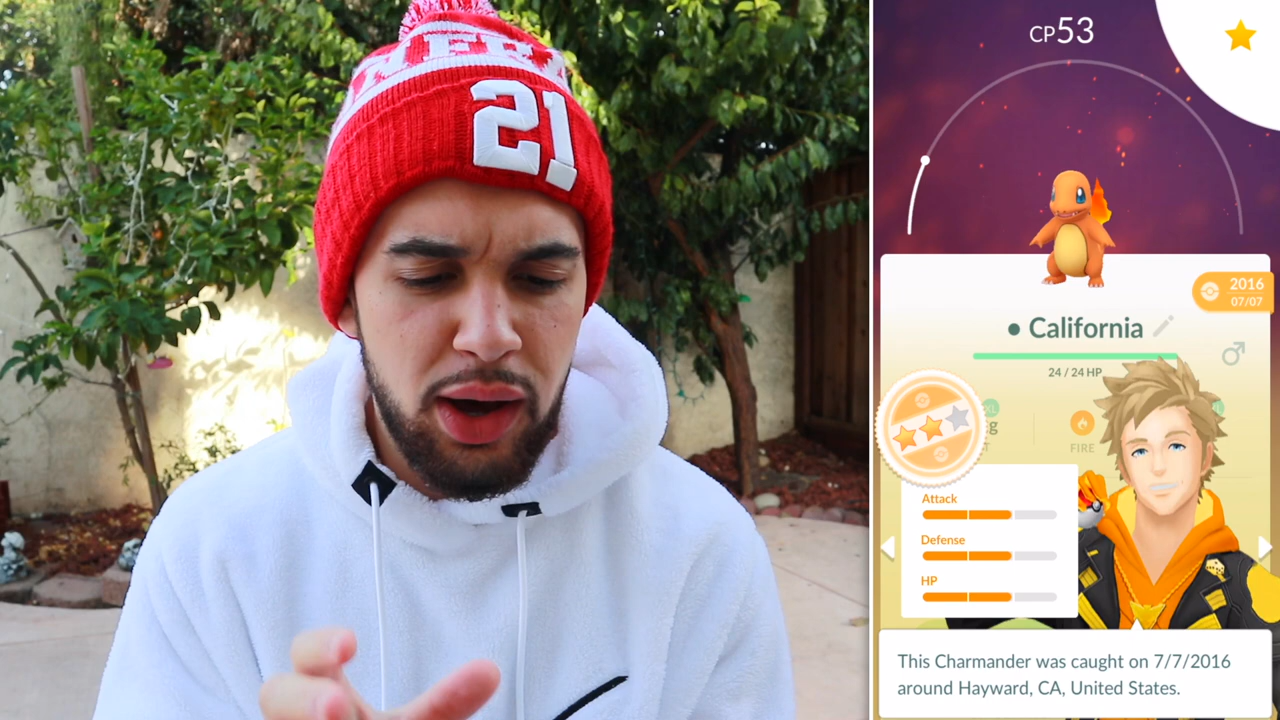 21
CP53
2016
07/07
• California
24 / 24 HP
XL
g
FIRE
Attack
Defense
HP
This Charmander was caught on 7/7/2016
around Hayward, CA, United States.